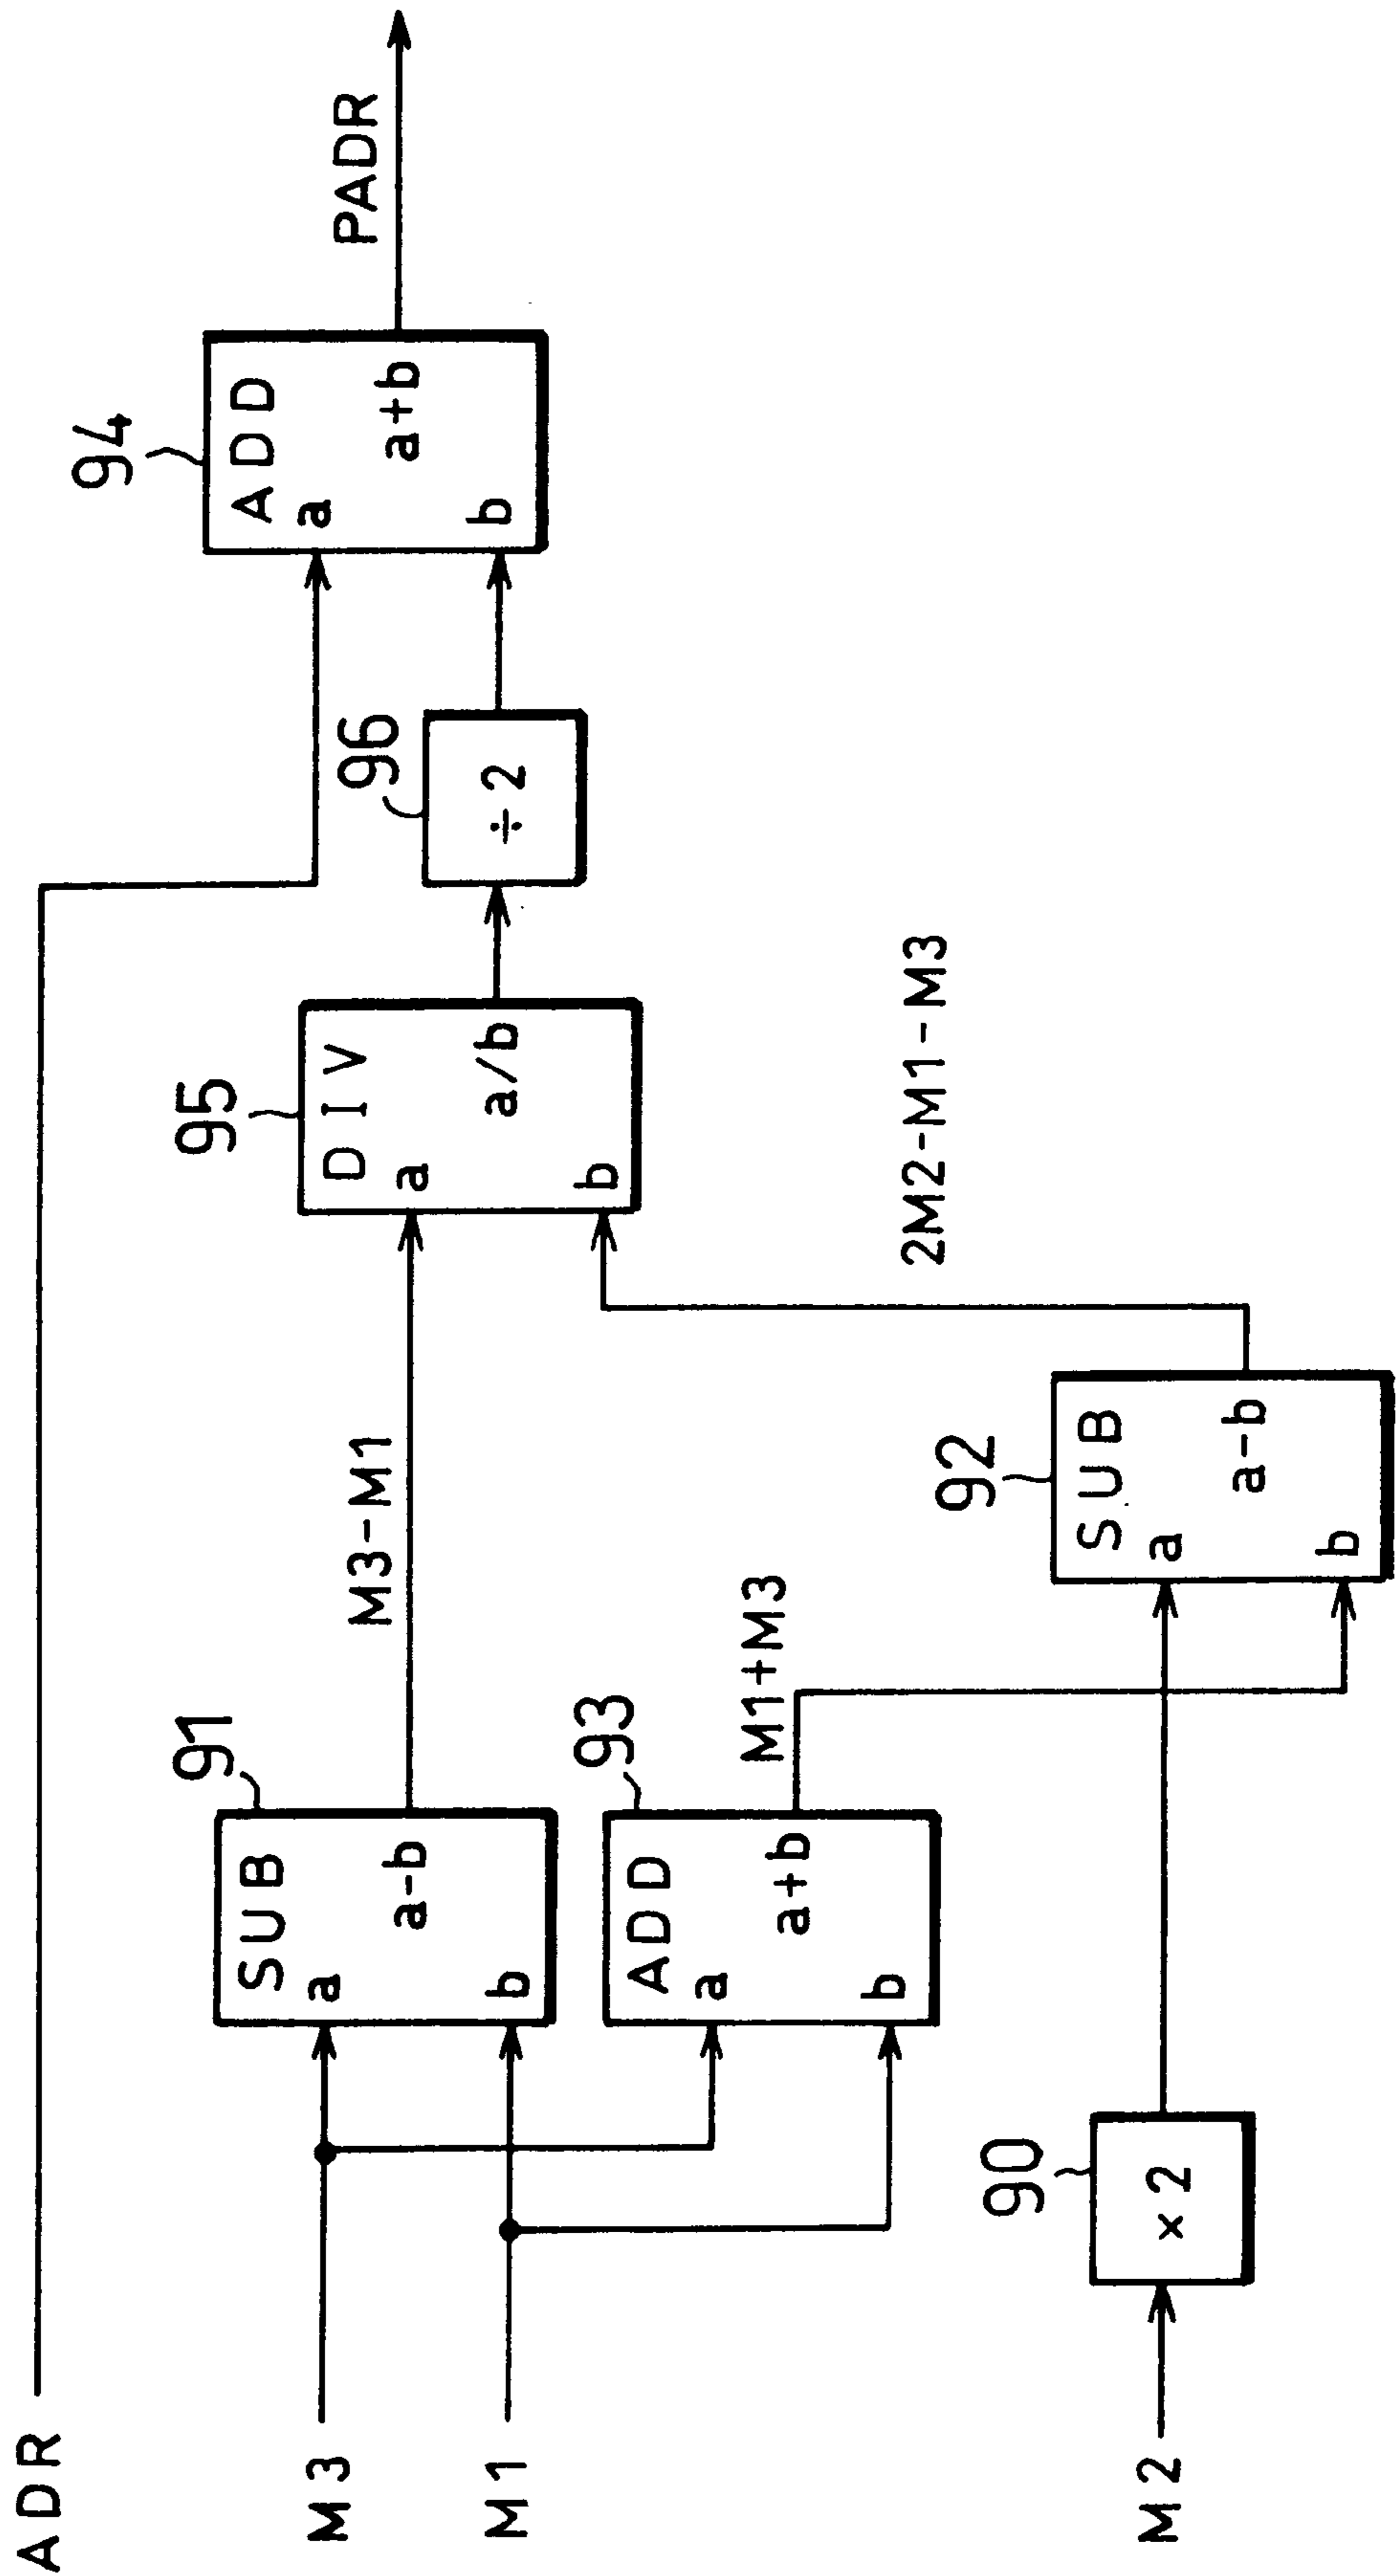 ADR
M3
M1
M2
91
SUB
a
a-b
b
M3-M1
93
ADD
a
a+b
b
M1+M3
90
×2
92
SUB
a
a-b
b
2M2-M1-M3
95
DIV
a
a/b
b
96
÷2
94
ADD
a
a+b
b
PADR